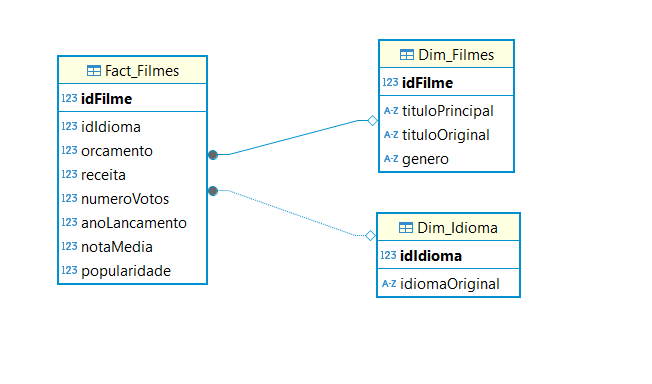 Fact_Filmes
123 idFilme
123 idIdioma
123 orcamento
123 receita
123 numeroVotos
123 anoLancamento
123 notaMedia
123 popularidade
Dim_Filmes
123 idFilme
A-Z tituloPrincipal
A-Z tituloOriginal
A-Z genero
Dim_Idioma
123 idIdioma
A-Z idiomaOriginal